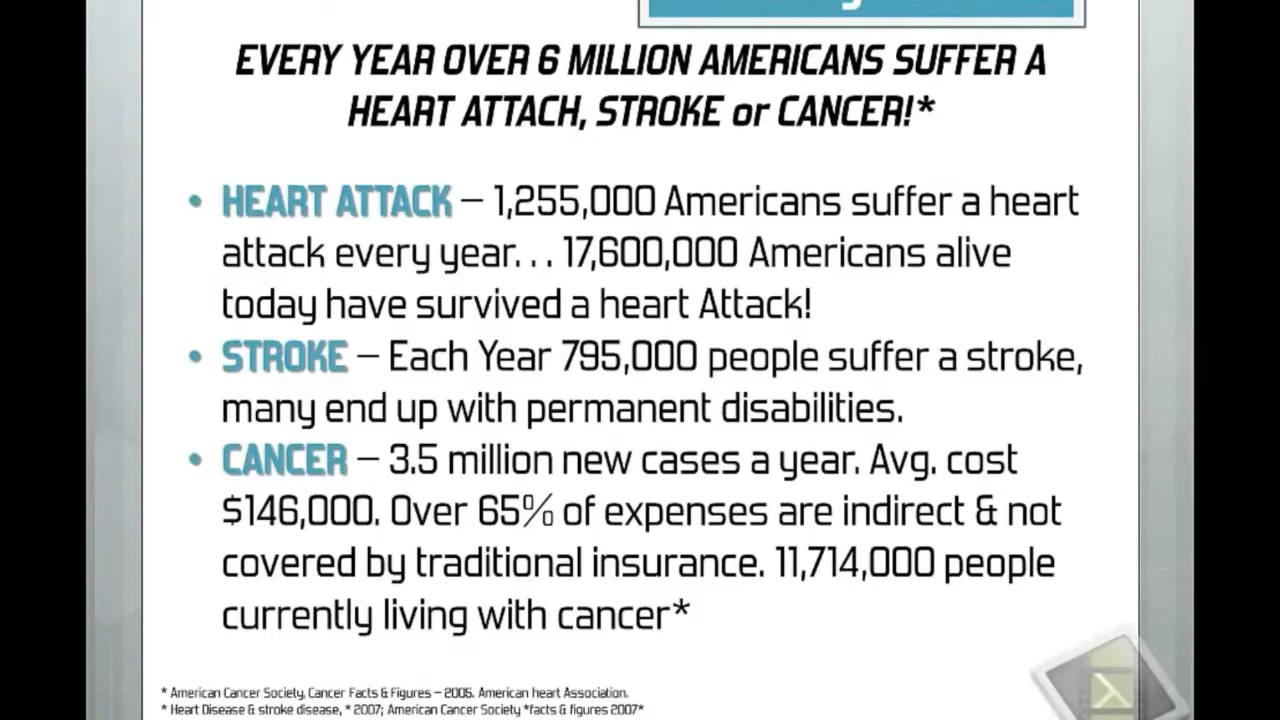 EVERY YEAR OVER 6 MILLION AMERICANS SUFFER A
HEART ATTACH, STROKE or CANCER!*
• HEART ATTACK – 1,255,000 Americans suffer a heart
attack every year... 17,600,000 Americans alive
today have survived a heart Attack!
• STROKE – Each Year 795,000 people suffer a stroke,
many end up with permanent disabilities.
• CANCER – 3.5 million new cases a year. Avg. cost
$146,000. Over 65% of expenses are indirect & not
covered by traditional insurance. 11,714,000 people
currently living with cancer*
* American Cancer Society, Cancer Facts & Figures – 2005. American heart Association.
* Heart Disease & stroke disease, * 2007; American Cancer Society *facts & figures 2007*